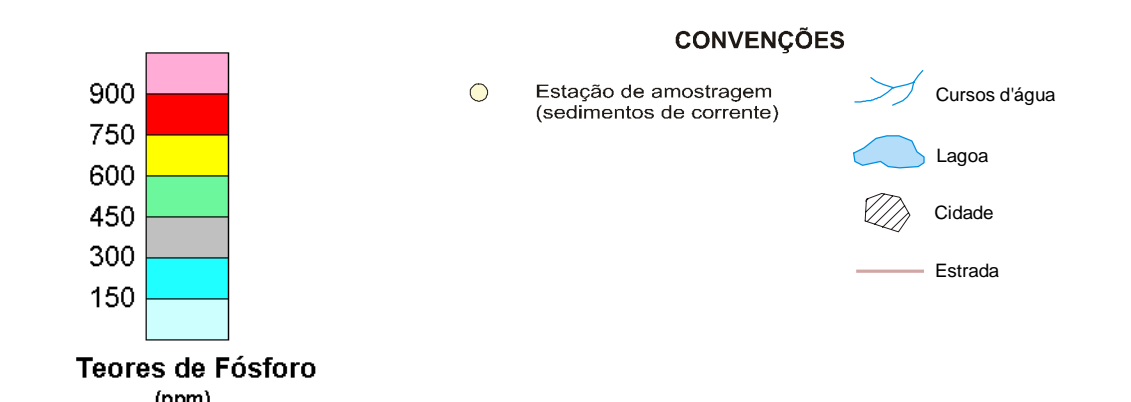 900
750
600
450
300
150
Teores de Fósforo
(ppm)
CONVENÇÕES
Estação de amostragem
(sedimentos de corrente)
Cursos d'água
Lagoa
Cidade
Estrada